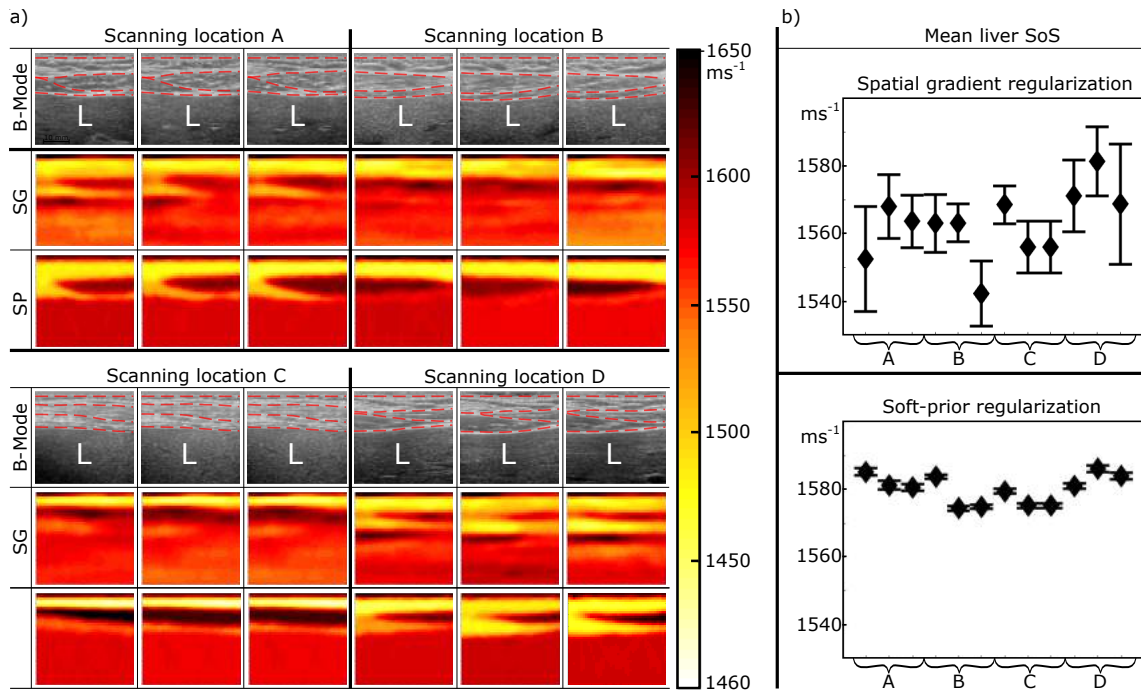 a)
b)
Scanning location A
Scanning location B
B-Mode
L
L
L
L
L
L
10 mm
SG
SP
Scanning location C
Scanning location D
B-Mode
L
L
L
L
L
L
SG
1650
ms⁻¹
1600
1550
1500
1450
1460
Mean liver SoS
Spatial gradient regularization
ms⁻¹
1580
1560
1540
A
B
C
D
Soft-prior regularization
ms⁻¹
1580
1560
1540
A
B
C
D